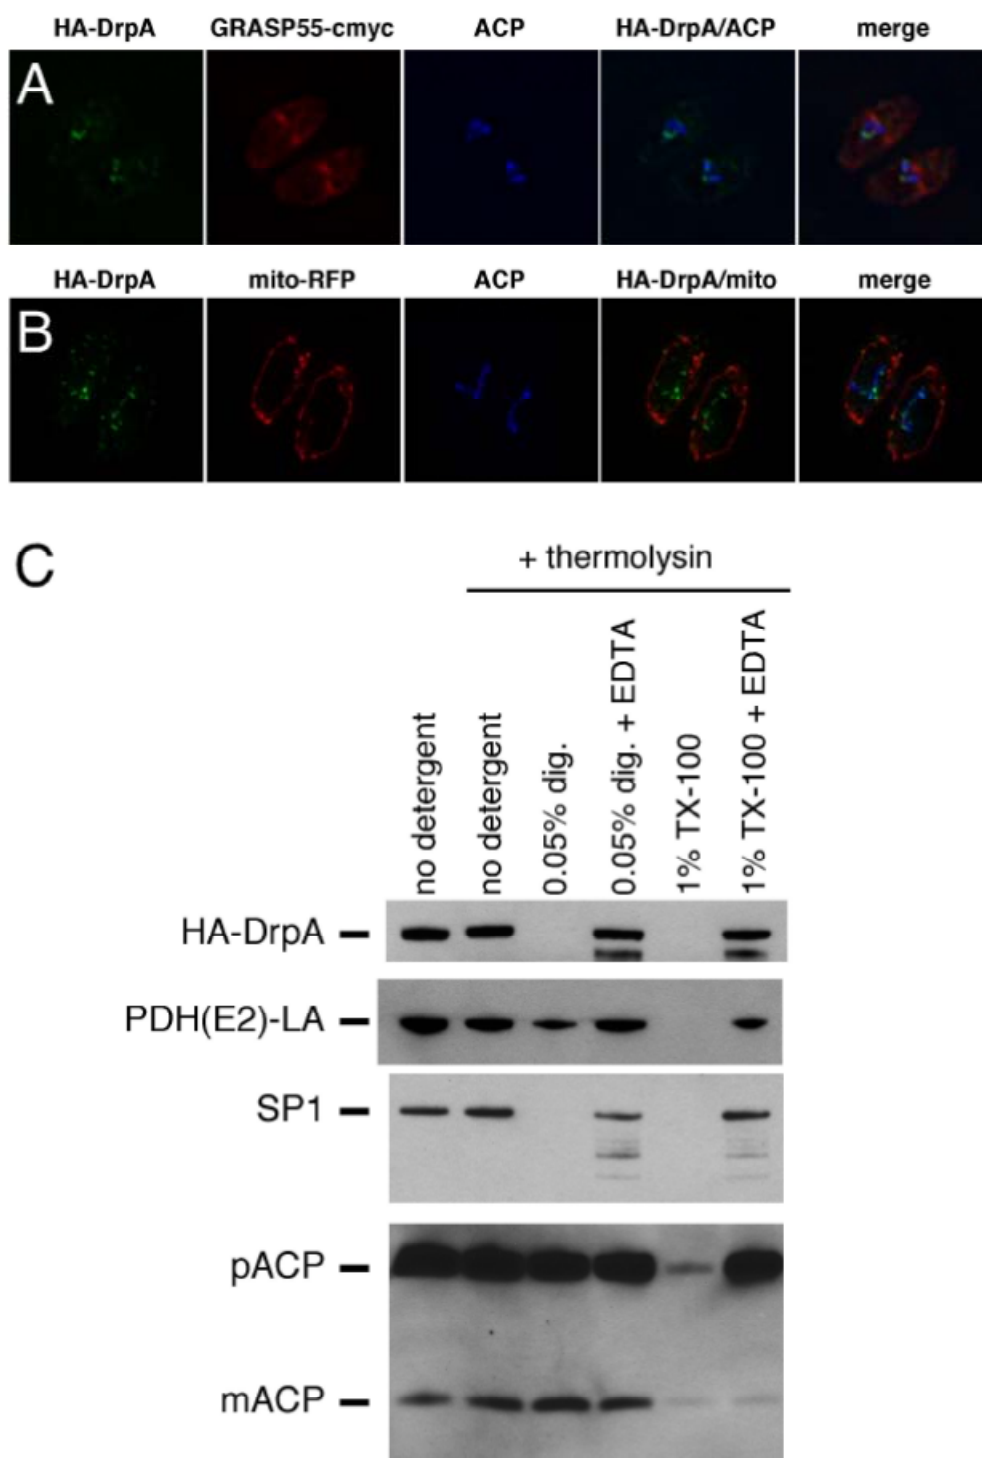 HA-DrpA GRASP55-cmyc ACP HA-DrpA/ACP merge
A
HA-DrpA mito-RFP ACP HA-DrpA/mito merge
B
C
+ thermolysin
no detergent
no detergent
0.05% dig.
0.05% dig. + EDTA
1% TX-100
1% TX-100 + EDTA
HA-DrpA
PDH(E2)-LA
SP1
pACP
mACP